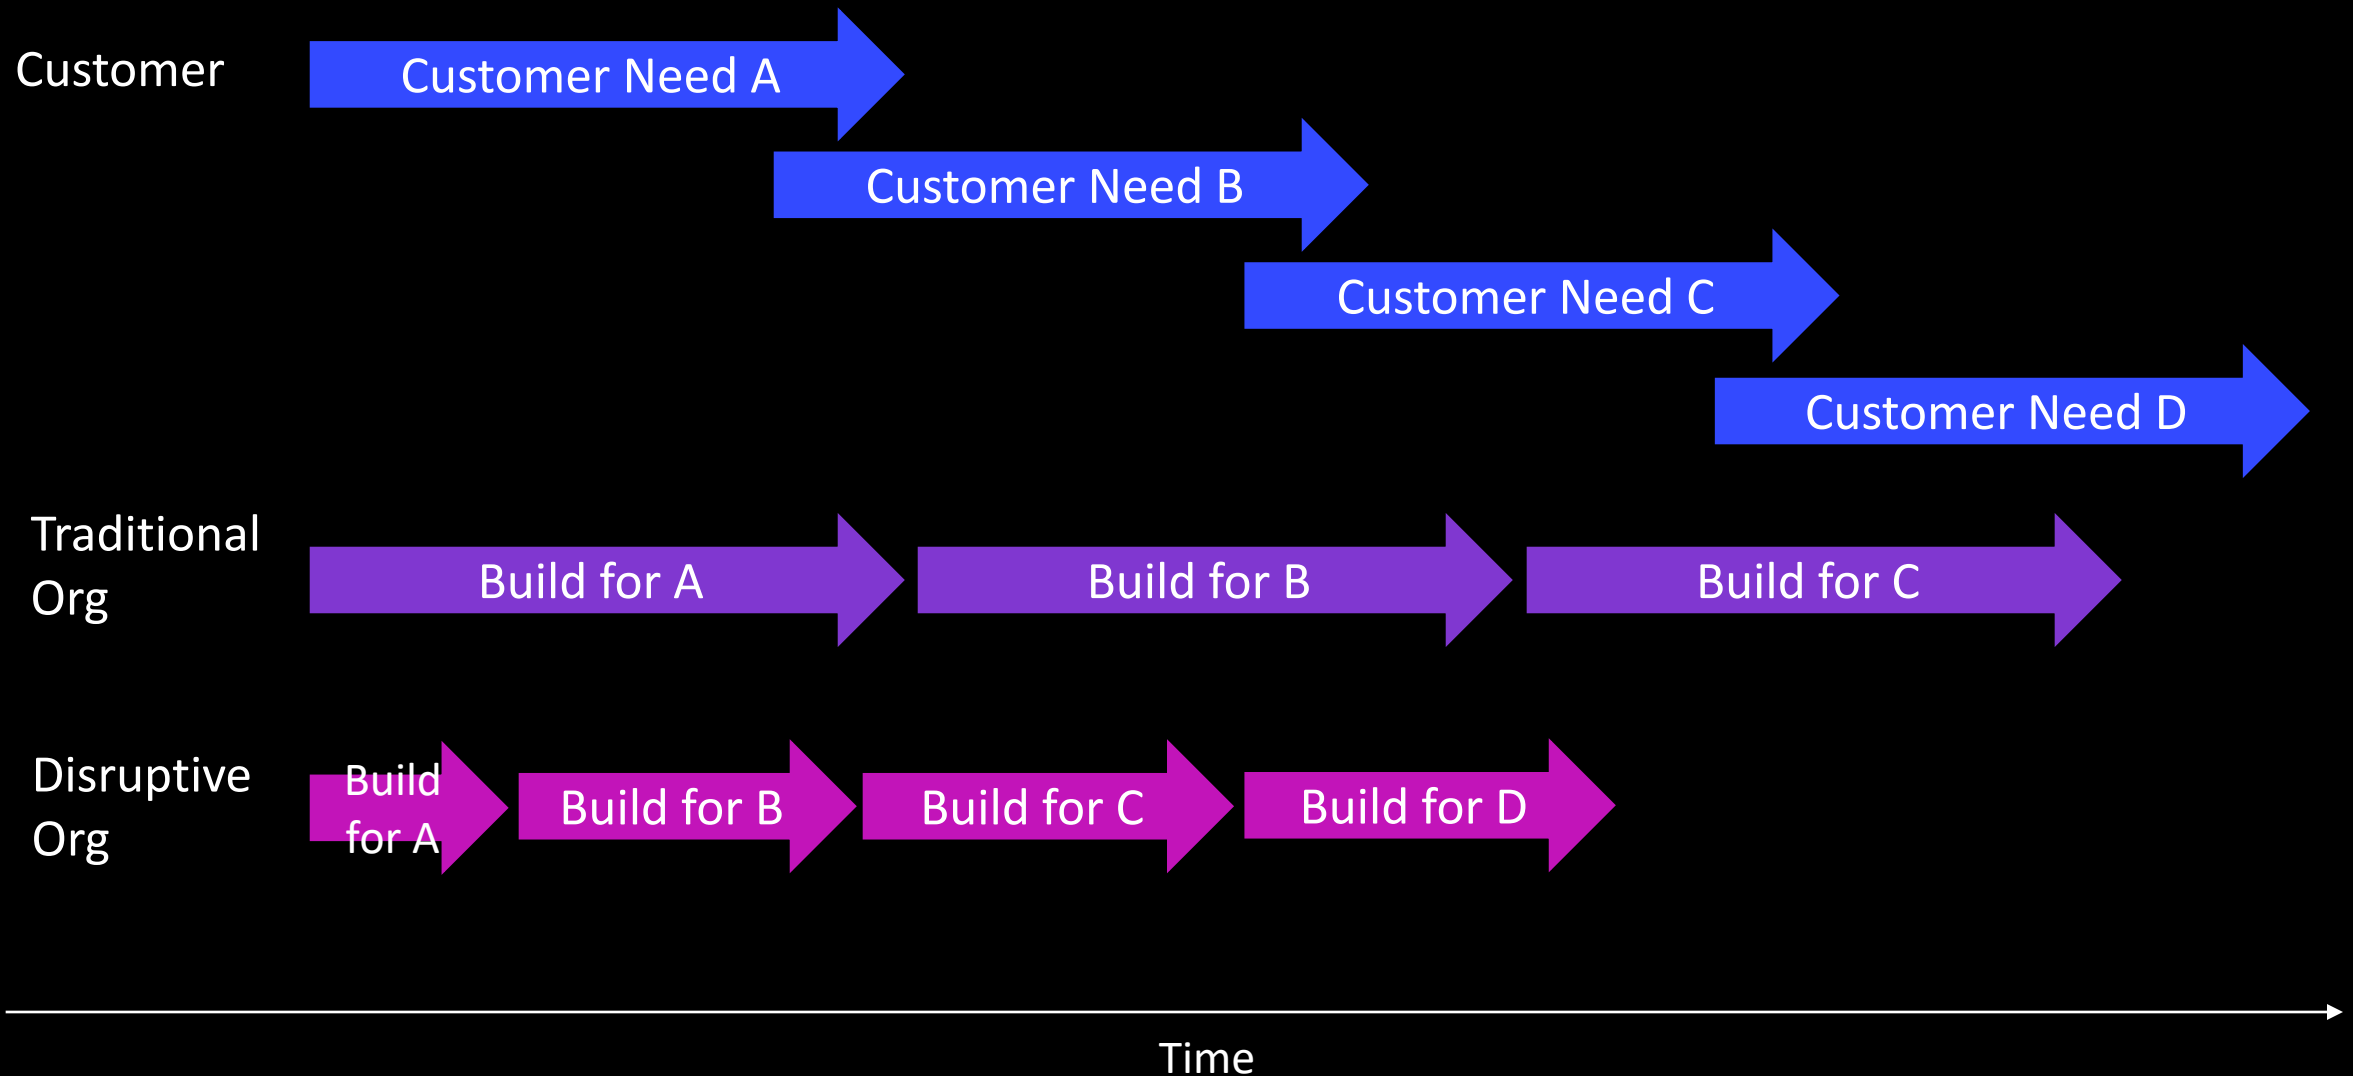 Customer
Customer Need A
Customer Need B
Customer Need C
Customer Need D
Traditional
Org
Build for A
Build for B
Build for C
Disruptive
Org
Build
for A
Build for B
Build for C
Build for D
Time